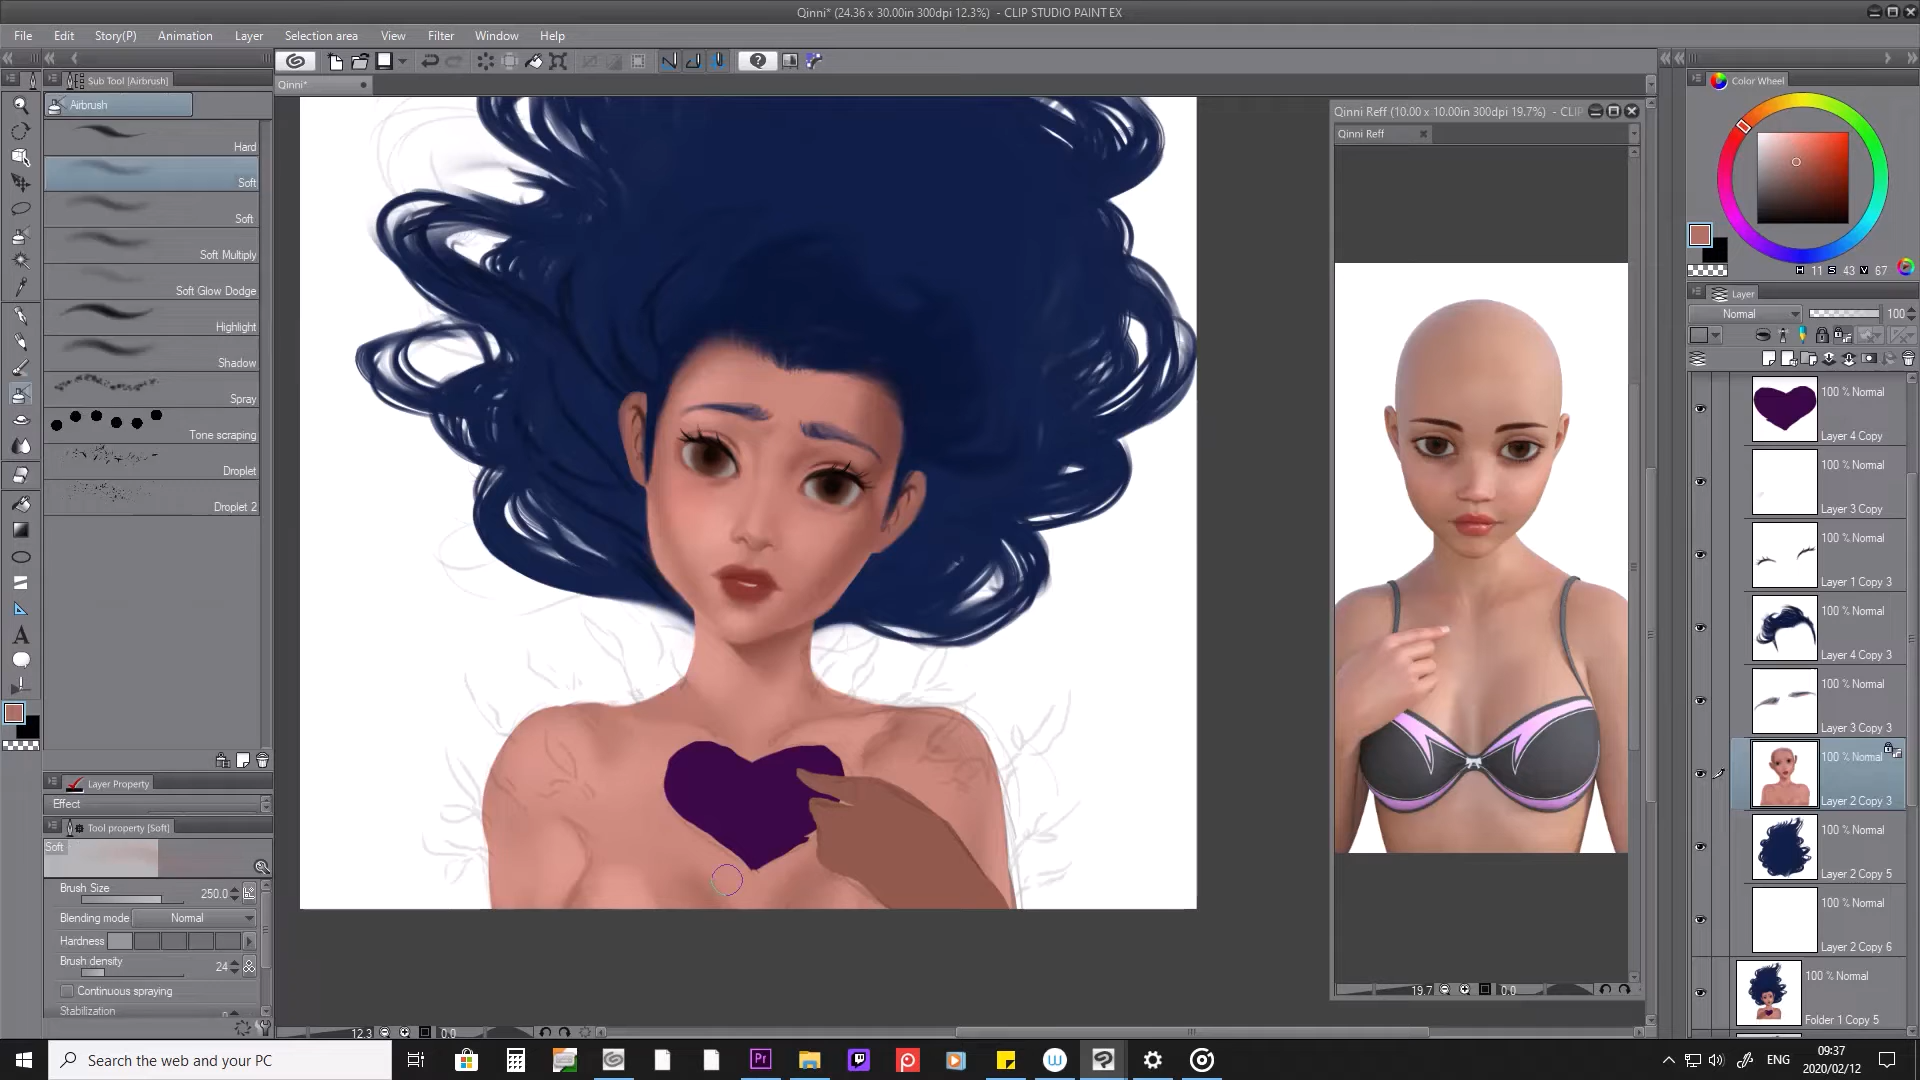 Qinni* (24.36 x 30.00in 300dpi 12.3%) - CLIP STUDIO PAINT EX
File Edit Story(P) Animation Layer Selection area View Filter Window Help
Sub Tool [Airbrush]
Airbrush
Hard
Soft
Soft
Soft Multiply
Soft Glow Dodge
Highlight
Shadow
Spray
Tone scraping
Droplet
Droplet 2
Layer Property
Effect
Tool property [Soft]
Soft
Brush Size 250.0
Blending mode Normal
Hardness
Brush density 24
Continuous spraying
Stabilization
Qinni*
12.3 0.0
Qinni Reff (10.00 x 10.00in 300dpi 19.7%) - CLIP
Qinni Reff
19.7 0.0
Color Wheel
H 11 S 43 V 67
Layer
Normal 100
100 % Normal
Layer 4 Copy
100 % Normal
Layer 3 Copy
100 % Normal
Layer 1 Copy 3
100 % Normal
Layer 4 Copy 3
100 % Normal
Layer 3 Copy 3
100 % Normal
Layer 2 Copy 3
100 % Normal
Layer 2 Copy 5
100 % Normal
Layer 2 Copy 6
100 % Normal
Folder 1 Copy 5
Search the web and your PC
Pr
ENG
09:37
2020/02/12